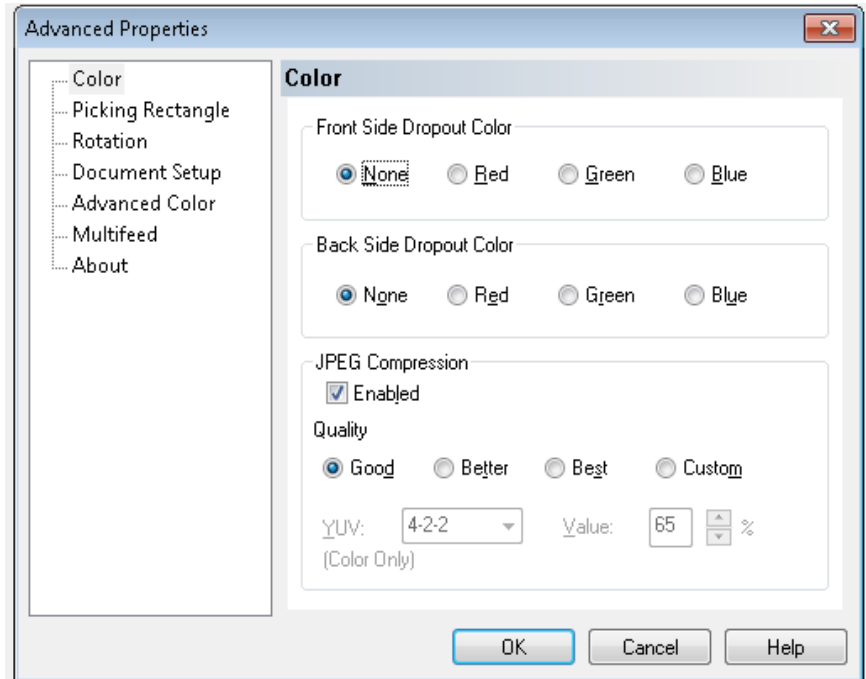 Advanced Properties
Color
Picking Rectangle
Rotation
Document Setup
Advanced Color
Multifeed
About
Color
Front Side Dropout Color
None Red Green Blue
Back Side Dropout Color
None Red Green Blue
JPEG Compression
Enabled
Quality
Good Better Best Custom
YUV: 4-2-2 Value: 65 %
(Color Only)
OK Cancel Help